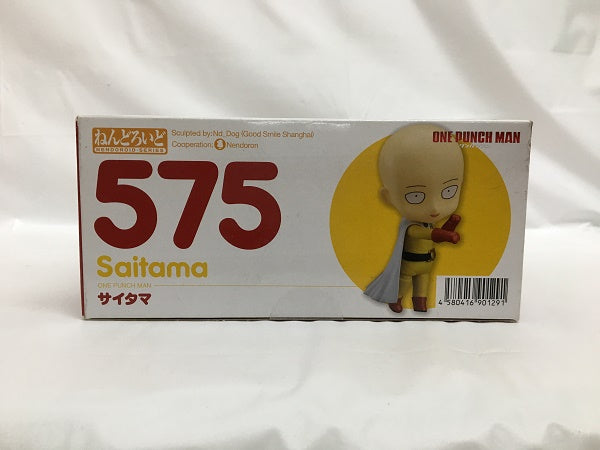 ねんどろいど
NENDOROID SERIES
Sculpted by:Nd_Dog (Good Smile Shanghai)
Cooperation: Nendoron
575
Saitama
ONE PUNCH MAN
サイタマ
ONE PUNCH MAN
4 580416 901291